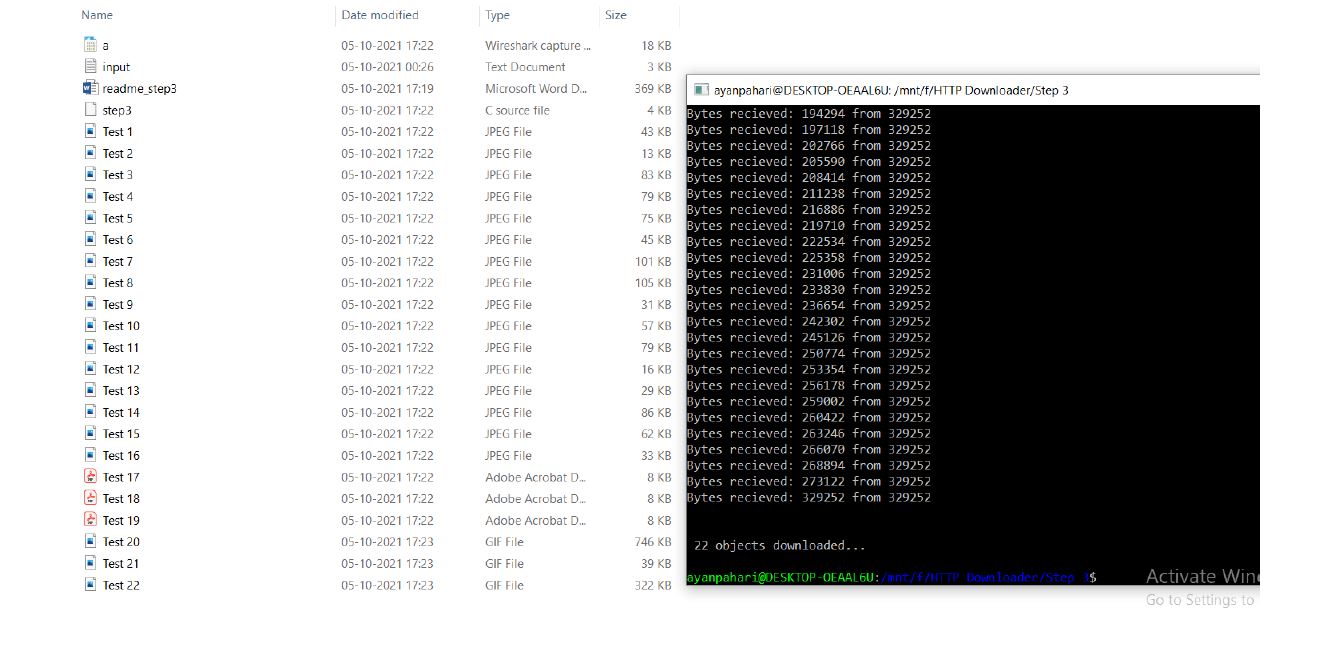 Name Date modified Type Size
a 05-10-2021 17:22 Wireshark capture ... 18 KB
input 05-10-2021 00:26 Text Document 3 KB
readme_step3 05-10-2021 17:19 Microsoft Word D... 369 KB
step3 05-10-2021 17:22 C source file 4 KB
Test 1 05-10-2021 17:22 JPEG File 43 KB
Test 2 05-10-2021 17:22 JPEG File 13 KB
Test 3 05-10-2021 17:22 JPEG File 83 KB
Test 4 05-10-2021 17:22 JPEG File 79 KB
Test 5 05-10-2021 17:22 JPEG File 75 KB
Test 6 05-10-2021 17:22 JPEG File 45 KB
Test 7 05-10-2021 17:22 JPEG File 101 KB
Test 8 05-10-2021 17:22 JPEG File 105 KB
Test 9 05-10-2021 17:22 JPEG File 31 KB
Test 10 05-10-2021 17:22 JPEG File 57 KB
Test 11 05-10-2021 17:22 JPEG File 79 KB
Test 12 05-10-2021 17:22 JPEG File 16 KB
Test 13 05-10-2021 17:22 JPEG File 29 KB
Test 14 05-10-2021 17:22 JPEG File 86 KB
Test 15 05-10-2021 17:22 JPEG File 62 KB
Test 16 05-10-2021 17:22 JPEG File 33 KB
Test 17 05-10-2021 17:22 Adobe Acrobat D... 8 KB
Test 18 05-10-2021 17:22 Adobe Acrobat D... 8 KB
Test 19 05-10-2021 17:22 Adobe Acrobat D... 8 KB
Test 20 05-10-2021 17:23 GIF File 746 KB
Test 21 05-10-2021 17:23 GIF File 39 KB
Test 22 05-10-2021 17:23 GIF File 322 KB
ayanpahari@DESKTOP-OEAAL6U: /mnt/f/HTTP Downloader/Step 3
Bytes recieved: 194294 from 329252
Bytes recieved: 197118 from 329252
Bytes recieved: 202766 from 329252
Bytes recieved: 205590 from 329252
Bytes recieved: 208414 from 329252
Bytes recieved: 211238 from 329252
Bytes recieved: 216886 from 329252
Bytes recieved: 219710 from 329252
Bytes recieved: 222534 from 329252
Bytes recieved: 225358 from 329252
Bytes recieved: 231006 from 329252
Bytes recieved: 233830 from 329252
Bytes recieved: 236654 from 329252
Bytes recieved: 242302 from 329252
Bytes recieved: 245126 from 329252
Bytes recieved: 250774 from 329252
Bytes recieved: 253354 from 329252
Bytes recieved: 256178 from 329252
Bytes recieved: 259002 from 329252
Bytes recieved: 260422 from 329252
Bytes recieved: 263246 from 329252
Bytes recieved: 266070 from 329252
Bytes recieved: 268894 from 329252
Bytes recieved: 273122 from 329252
Bytes recieved: 329252 from 329252
22 objects downloaded...
ayanpahari@DESKTOP-OEAAL6U:/mnt/f/HTTP Downloader/Step 3$
Activate Win
Go to Settings to